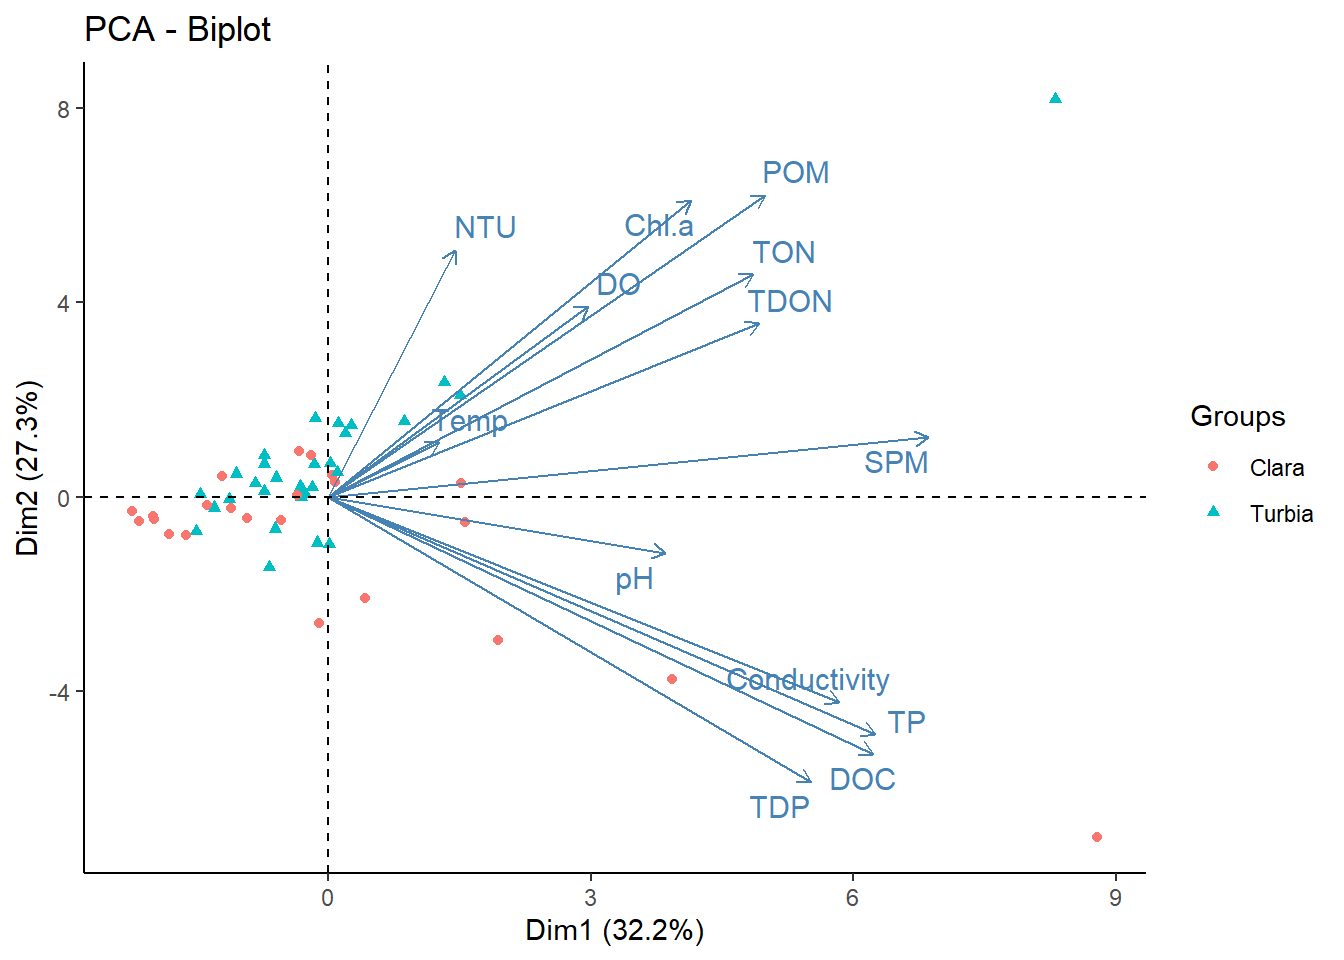 PCA - Biplot
8
4
0
-4
Dim2 (27.3%)
POM
Chl.a
NTU
TON
DO
TDON
Temp
SPM
pH
Conductivity
TP
DOC
TDP
0
3
6
9
Dim1 (32.2%)
Groups
Clara
Turbia